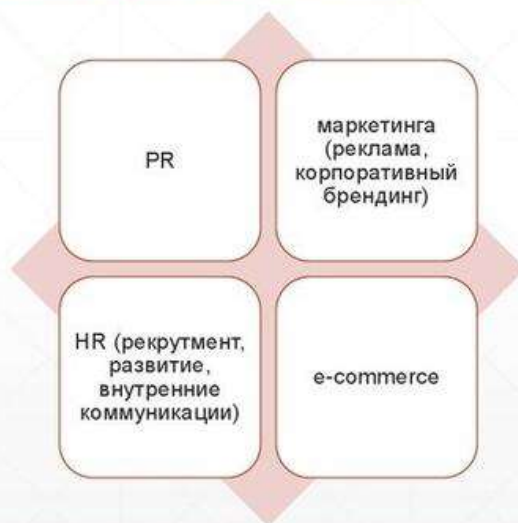 PR
маркетинга
(реклама,
корпоративный
брендинг)
HR (рекрутмент,
развитие,
внутренние
коммуникации)
e-commerce